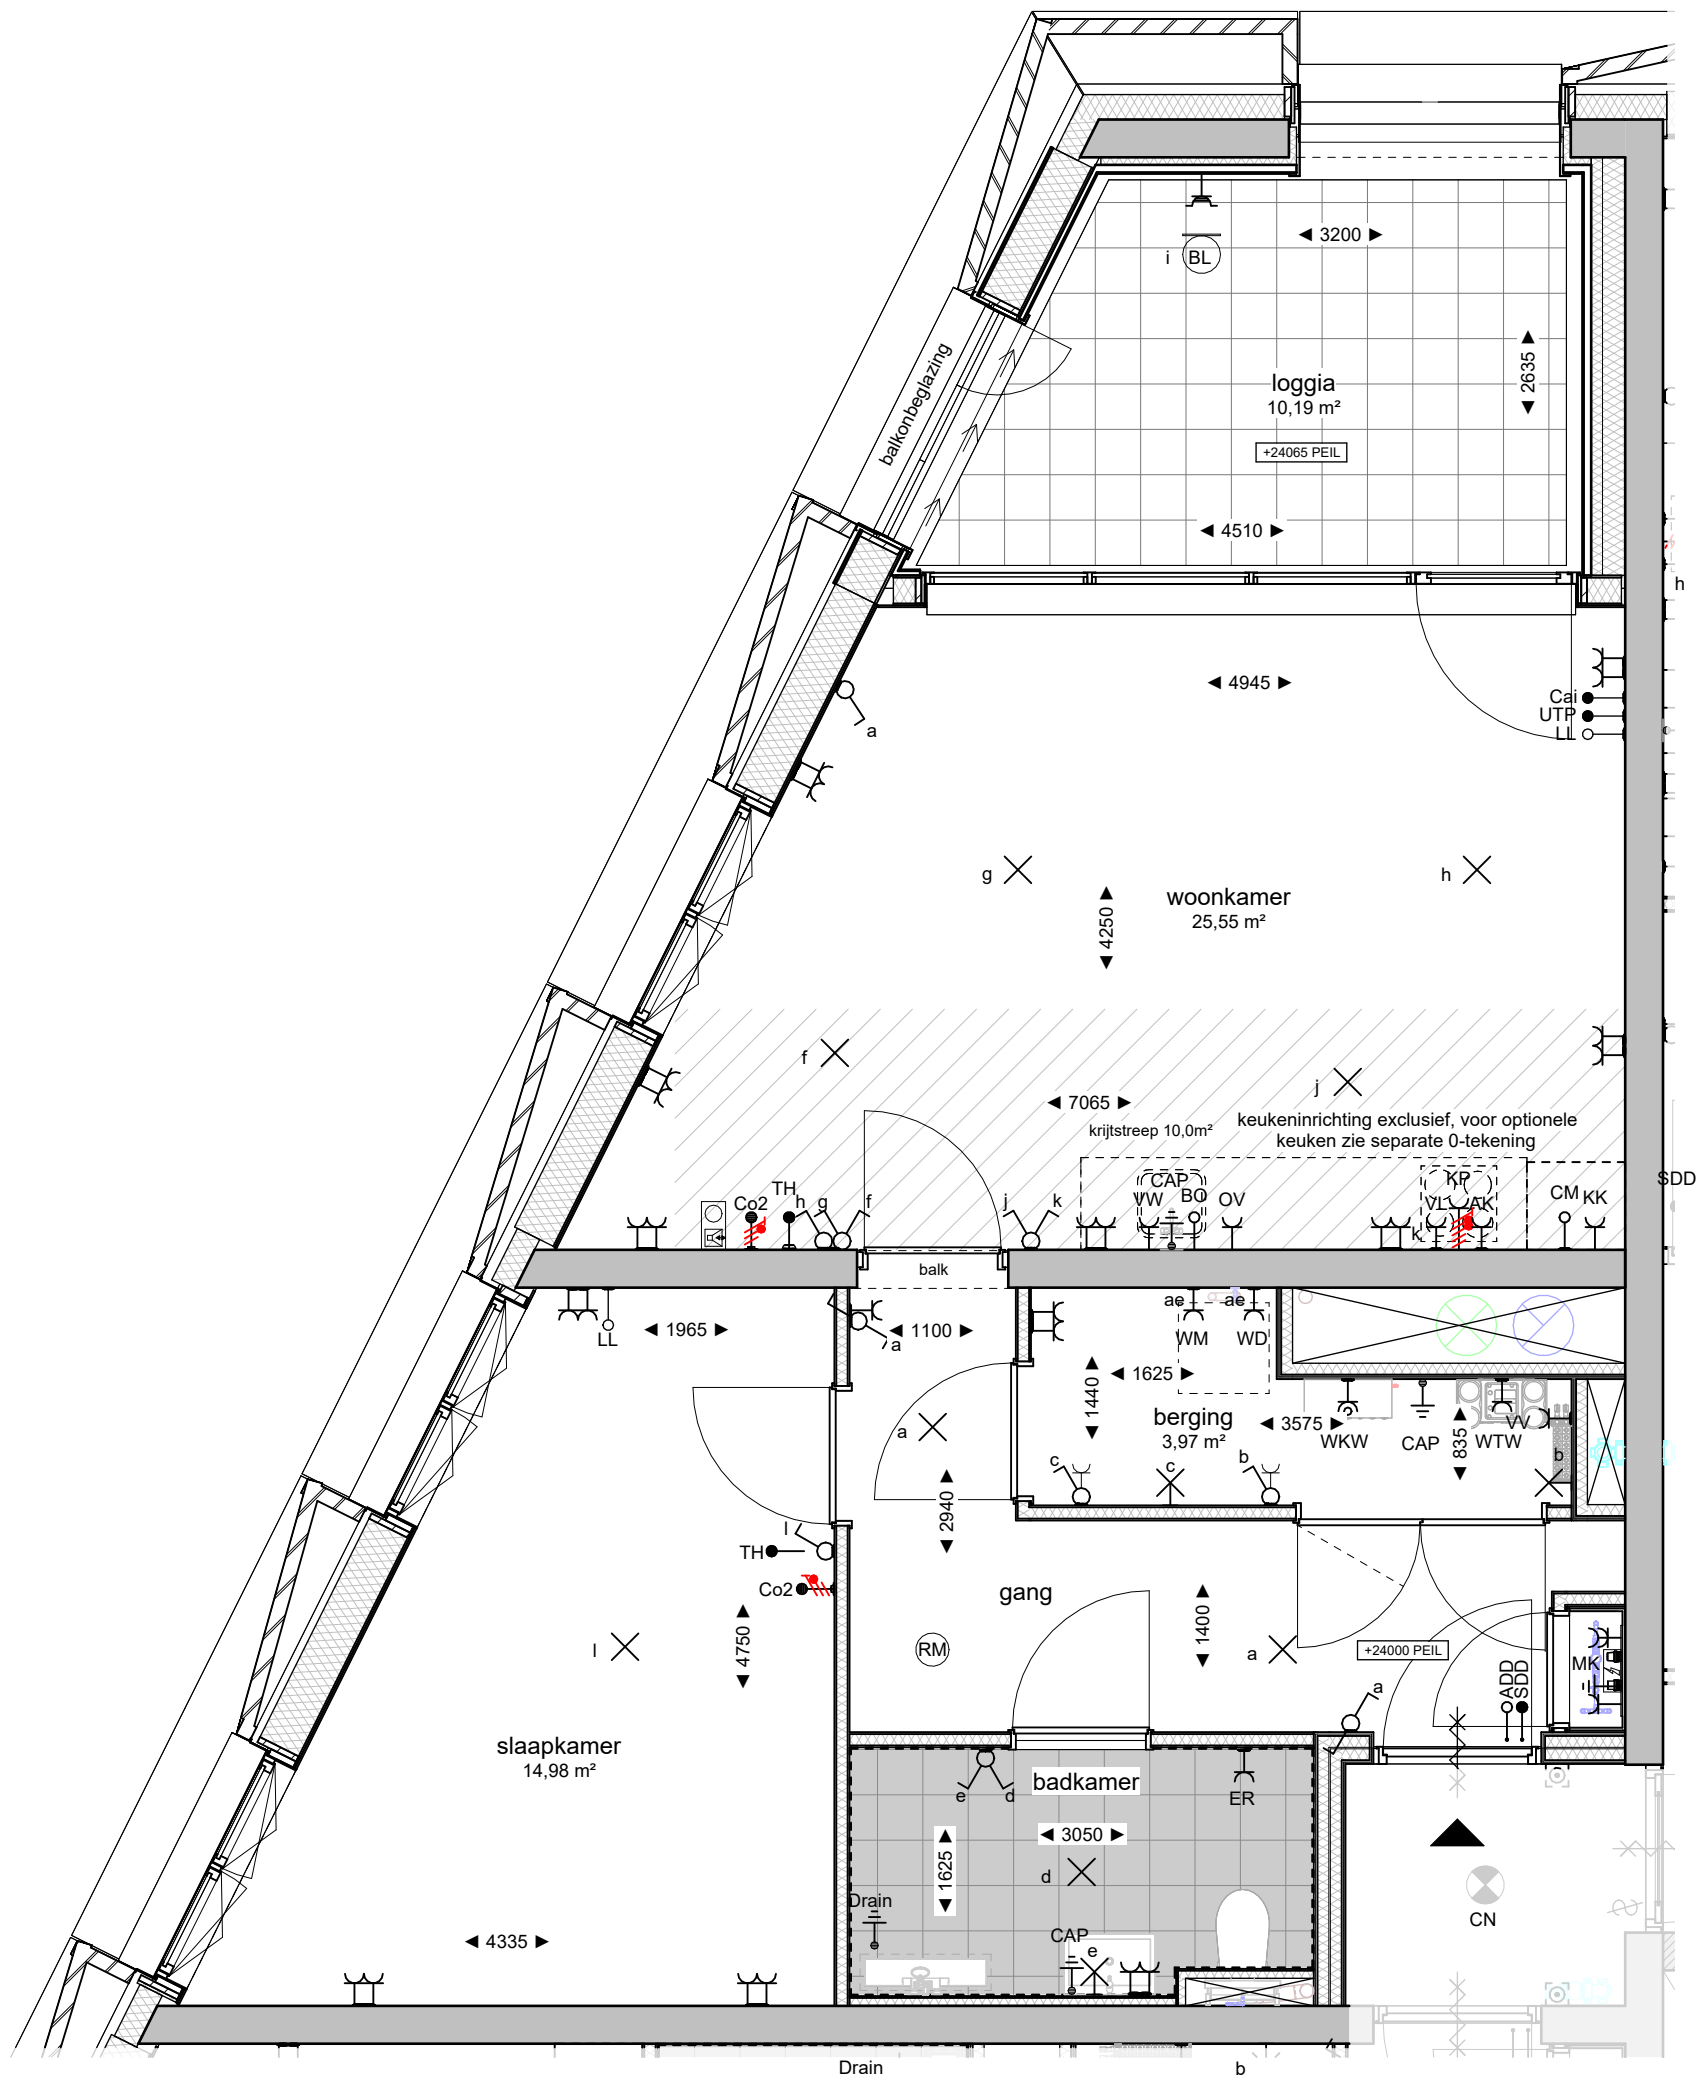 ◄ 3200 ►
i BL
balkonbeglazing
◄ 2635 ►
loggia
10,19 m²
+24065 PEIL
◄ 4510 ►
h
◄ 4945 ►
Cai
UTP
LL
a
g
h
woonkamer
25,55 m²
◄ 4250 ►
f
j
◄ 7065 ►
krijtstreep 10,0m²
keukeninrichting exclusief, voor optionele
keuken zie separate 0-tekening
SDD
Co2
TH
h
g
f
j
k
CAP
VW
BO
OV
KP
VL
AK
k
CM
KK
balk
LL
◄ 1965 ►
a
◄ 1100 ►
ae
ae
WM
WD
◄ 1440 ►
◄ 1625 ►
berging
3,97 m²
◄ 3575 ►
WKW
CAP
◄ 835 ►
WTW
VV
a
c
c
b
b
◄ 2940 ►
l
TH
Co2
gang
◄ 4750 ►
l
RM
◄ 1400 ►
a
+24000 PEIL
MK
ADD
SDD
a
slaapkamer
14,98 m²
badkamer
e
d
ER
◄ 3050 ►
◄ 1625 ►
d
Drain
CAP
e
CN
◄ 4335 ►
Drain
b